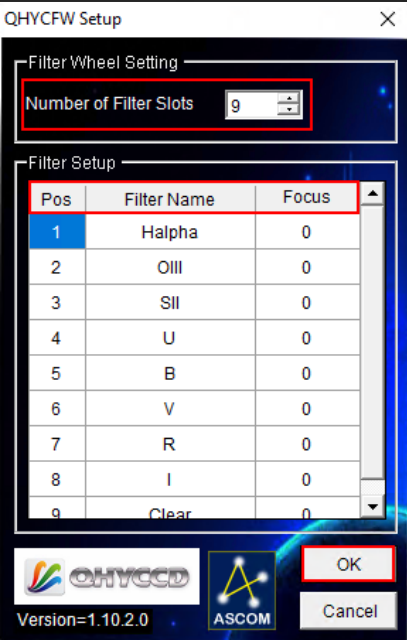 QHYCFW Setup
Filter Wheel Setting
Number of Filter Slots 9
Filter Setup
Pos Filter Name Focus
1 Halpha 0
2 OIII 0
3 SII 0
4 U 0
5 B 0
6 V 0
7 R 0
8 I 0
9 Clear 0
QHYCCD
Version=1.10.2.0
ASCOM
OK
Cancel